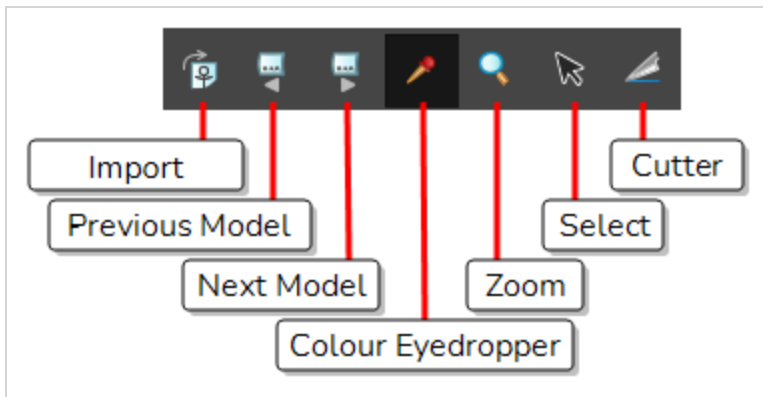 Import
Cutter
Previous Model
Select
Next Model
Zoom
Colour Eyedropper